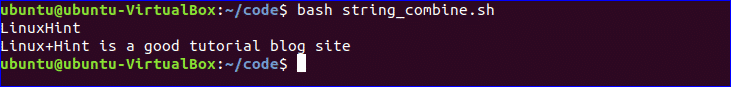 ubuntu@ubuntu-VirtualBox:~/code$ bash string_combine.sh
LinuxHint
Linux+Hint is a good tutorial blog site
ubuntu@ubuntu-VirtualBox:~/code$